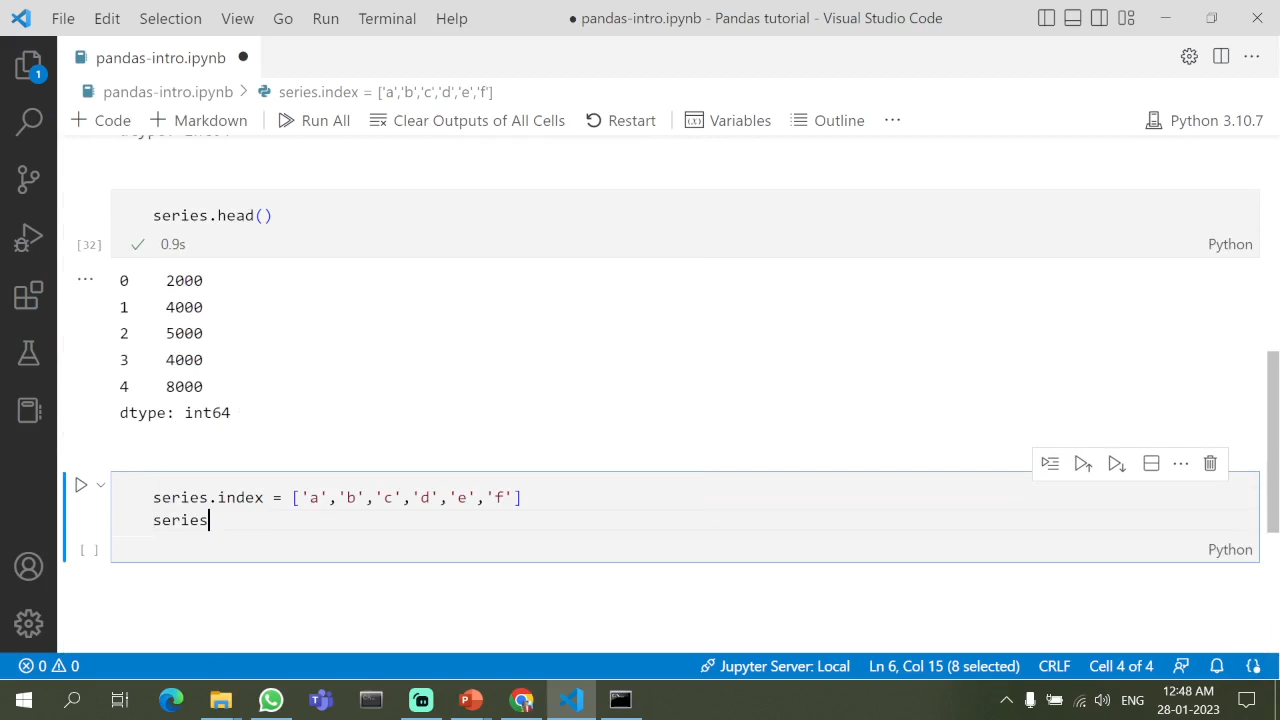 File Edit Selection View Go Run Terminal Help ● pandas-intro.ipynb - Pandas tutorial - Visual Studio Code
pandas-intro.ipynb ●
pandas-intro.ipynb > series.index = ['a','b','c','d','e','f']
+ Code + Markdown Run All Clear Outputs of All Cells Restart Variables Outline ... Python 3.10.7
series.head()
[32] ✓ 0.9s Python
... 0 2000
1 4000
2 5000
3 4000
4 8000
dtype: int64
series.index = ['a','b','c','d','e','f']
series
[ ] Python
1
0 0 Jupyter Server: Local Ln 6, Col 15 (8 selected) CRLF Cell 4 of 4
ENG 12:48 AM
28-01-2023